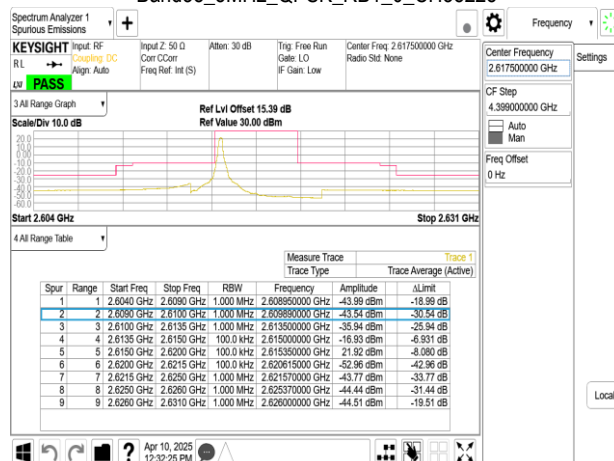 Spectrum Analyzer 1
Spurious Emissions
Frequency
KEYSIGHT Input: RF Input Z: 50 Ω Atten: 30 dB Trig: Free Run Center Freq: 2.617500000 GHz
RL Coupling: DC Corr CCorr Gate: LO Radio Std: None
Align: Auto Freq Ref: Int (S) IF Gain: Low
LXI PASS
Center Frequency
2.617500000 GHz
Settings
CF Step
4.399000000 GHz
Auto
Man
Freq Offset
0 Hz
3 All Range Graph
Ref Lvl Offset 15.39 dB
Scale/Div 10.0 dB Ref Value 30.00 dBm
20.0
10.0
0.00
-10.0
-20.0
-30.0
-40.0
-50.0
-60.0
Start 2.604 GHz Stop 2.631 GHz
4 All Range Table
Measure Trace Trace 1
Trace Type Trace Average (Active)
Spur Range Start Freq Stop Freq RBW Frequency Amplitude ΔLimit
1 1 2.6040 GHz 2.6090 GHz 1.000 MHz 2.608950000 GHz -43.99 dBm -18.99 dB
2 2 2.6090 GHz 2.6100 GHz 1.000 MHz 2.609890000 GHz -43.54 dBm -30.54 dB
3 3 2.6100 GHz 2.6135 GHz 1.000 MHz 2.613500000 GHz -35.94 dBm -25.94 dB
4 4 2.6135 GHz 2.6150 GHz 100.0 kHz 2.615000000 GHz -16.93 dBm -6.931 dB
5 5 2.6150 GHz 2.6200 GHz 100.0 kHz 2.615350000 GHz 21.92 dBm -8.080 dB
6 6 2.6200 GHz 2.6215 GHz 100.0 kHz 2.620615000 GHz -52.96 dBm -42.96 dB
7 7 2.6215 GHz 2.6250 GHz 1.000 MHz 2.621570000 GHz -43.77 dBm -33.77 dB
8 8 2.6250 GHz 2.6260 GHz 1.000 MHz 2.625370000 GHz -44.44 dBm -31.44 dB
9 9 2.6260 GHz 2.6310 GHz 1.000 MHz 2.626000000 GHz -44.51 dBm -19.51 dB
Local
Apr 10, 2025
12:32:25 PM